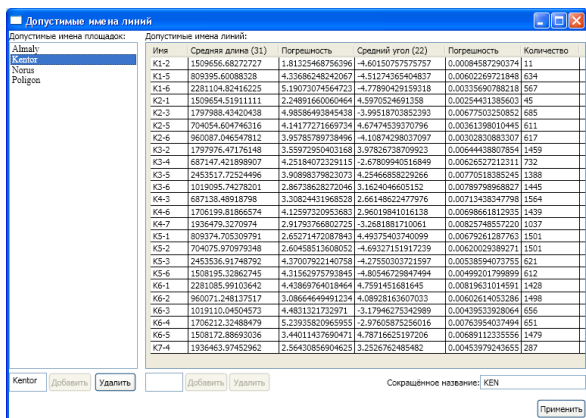 Допустимые имена линий
Допустимые имена площадок:
Almaly
Kentor
Norus
Poligon
Допустимые имена линий:
Имя Средняя длина (31) Погрешность Средний угол (22) Погрешность Количество
K1-2 1509656.68272727 1.81325468756396 -4.60150757575757 0.00084587290374 11
K1-5 809395.60088328 4.33686248242067 -4.51274365404837 0.00602269721848 634
K1-6 2281104.82416225 5.19073074564723 -4.77890429159318 0.00335690788218 567
K2-1 1509654.51911111 2.24891660060464 4.5970524691358 0.00254431385603 45
K2-3 1797988.43420438 4.98586493845438 -3.99518703852393 0.00677503250852 685
K2-5 704054.604746316 4.14177271669734 4.67474539370796 0.00361398010445 611
K2-6 960087.046547812 3.95785789738496 -4.10874298037097 0.00302830883307 617
K3-2 1797976.47176148 3.55972950403168 3.97826738709923 0.00644438807854 1459
K3-4 687147.421898907 4.25184072329115 -2.67809940516849 0.00626527212311 732
K3-5 2453517.72524496 3.90898379823073 4.25466858229266 0.00770518385245 1388
K3-6 1019095.74278201 2.86738628272046 3.1624046605152 0.00789798968827 1445
K4-3 687138.48918798 3.30824431968528 2.66148622477976 0.00713438347798 1564
K4-6 1706199.81866574 4.12597320953683 2.96019841016138 0.00698661812935 1439
K4-7 1936479.3270974 2.91793766802725 -3.2681881710061 0.00825748557220 1037
K5-1 809374.705309791 2.65271472087843 4.49375403740099 0.00679261287763 1501
K5-2 704075.970979348 2.60458513608052 -4.69327151917239 0.00620029389271 1501
K5-3 2453536.91748792 4.37007922140758 -4.27550303721597 0.00538594073755 621
K5-6 1508195.32862745 4.31562975793845 -4.80546729847494 0.00499201799899 612
K6-1 2281085.99103642 4.43869764018464 4.7591451681645 0.00819631014591 1428
K6-2 960071.248137517 3.08664649491234 4.08928163607033 0.00602614053286 1498
K6-3 1019110.04504573 4.4831321732971 -3.17946275342989 0.00439533928064 656
K6-4 1706212.32488479 5.23935820965955 -2.97605875256016 0.00763954037494 651
K6-5 1508172.88693036 3.44011437690471 4.78716625197206 0.00689112335556 1479
K7-4 1936463.97452962 2.56430856904625 3.2526762485482 0.00453979243655 287
Kentor Добавить Удалить Добавить Удалить Сокращённое название: KEN
Применить